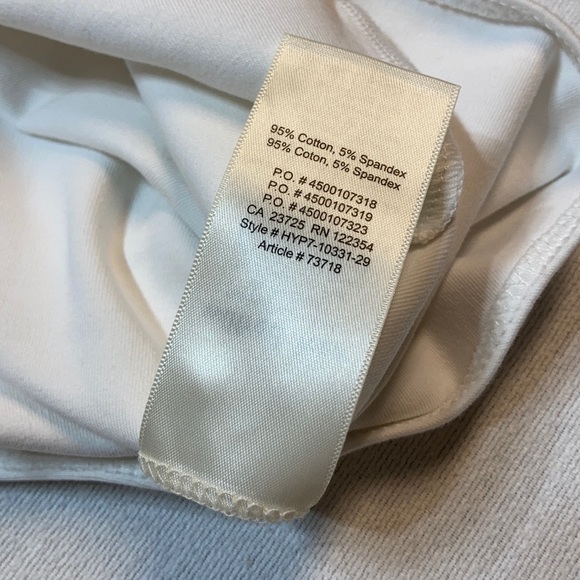 95% Cotton, 5% Spandex
95% Coton, 5% Spandex
P.O. # 4500107318
P.O. # 4500107319
P.O. # 4500107323
CA 23725 RN 122354
Style # HYP7-10331-29
Article # 73718